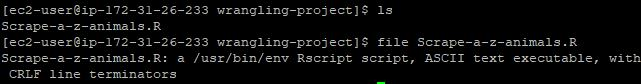 [ec2-user@ip-172-31-26-233 wrangling-project]$ ls
Scrape-a-z-animals.R
[ec2-user@ip-172-31-26-233 wrangling-project]$ file Scrape-a-z-animals.R
Scrape-a-z-animals.R: a /usr/bin/env Rscript script, ASCII text executable, with
 CRLF line terminators